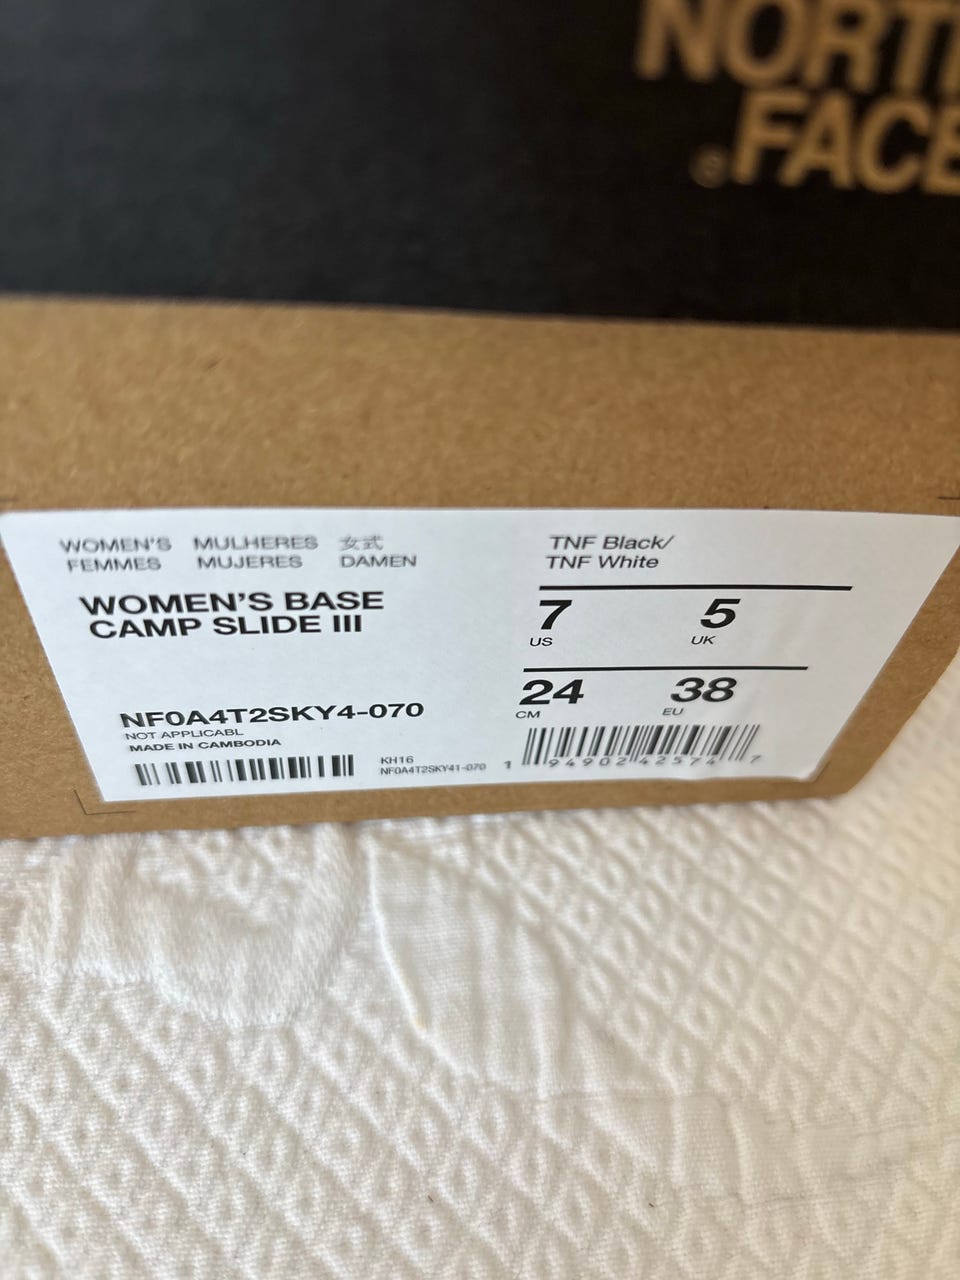 NORTH
FACE
WOMEN'S MULHERES 女式
FEMMES MUJERES DAMEN
WOMEN'S BASE
CAMP SLIDE III
NF0A4T2SKY4-070
NOT APPLICABL
MADE IN CAMBODIA
KH16
NF0A4T2SKY41-070
TNF Black/
TNF White
7 5
US UK
24 38
CM EU
1 94902 42574 7